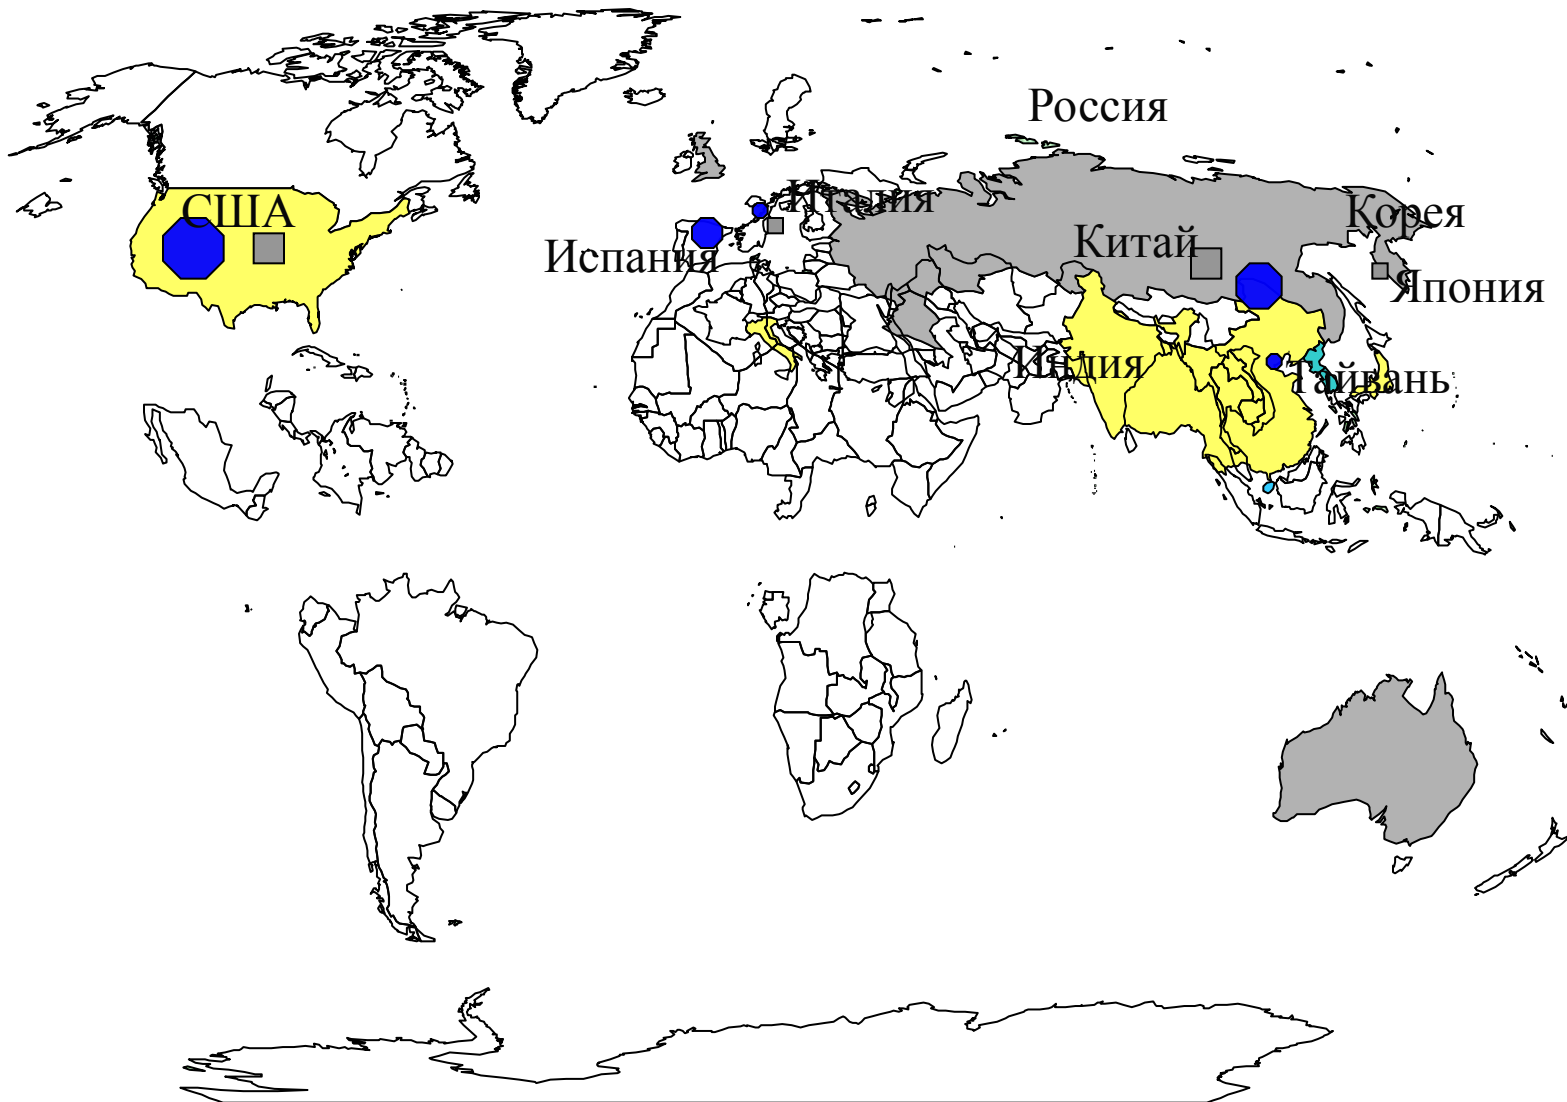 Россия
США
Италия
Корея
Китай
Испания
Япония
Индия
Тайвань